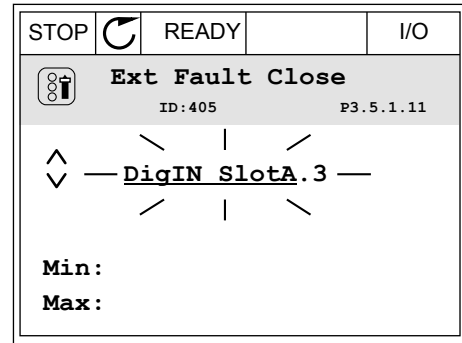 STOP READY I/O
Ext Fault Close
ID:405 P3.5.1.11
DigIN SlotA.3
Min:
Max: